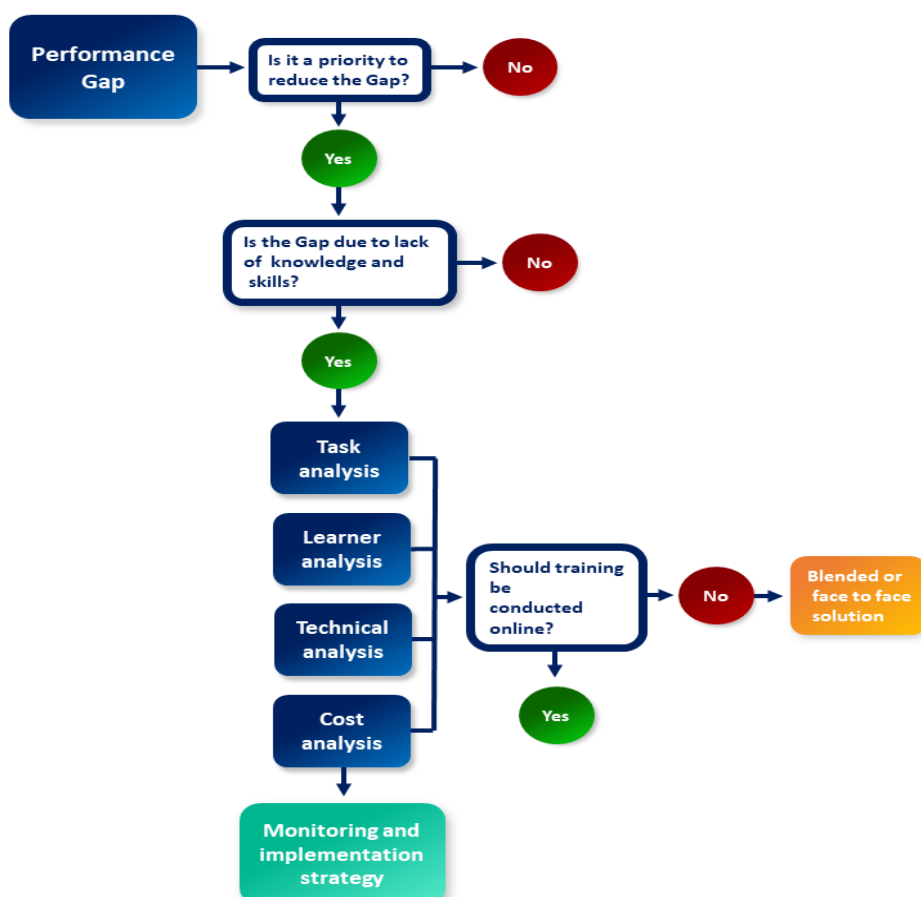 Performance
Gap
Is it a priority to
reduce the Gap?
No
Yes
Is the Gap due to lack
of knowledge and
skills?
No
Yes
Task
analysis
Learner
analysis
Technical
analysis
Cost
analysis
Should training
be
conducted
online?
No
Blended or
face to face
solution
Yes
Monitoring and
implementation
strategy